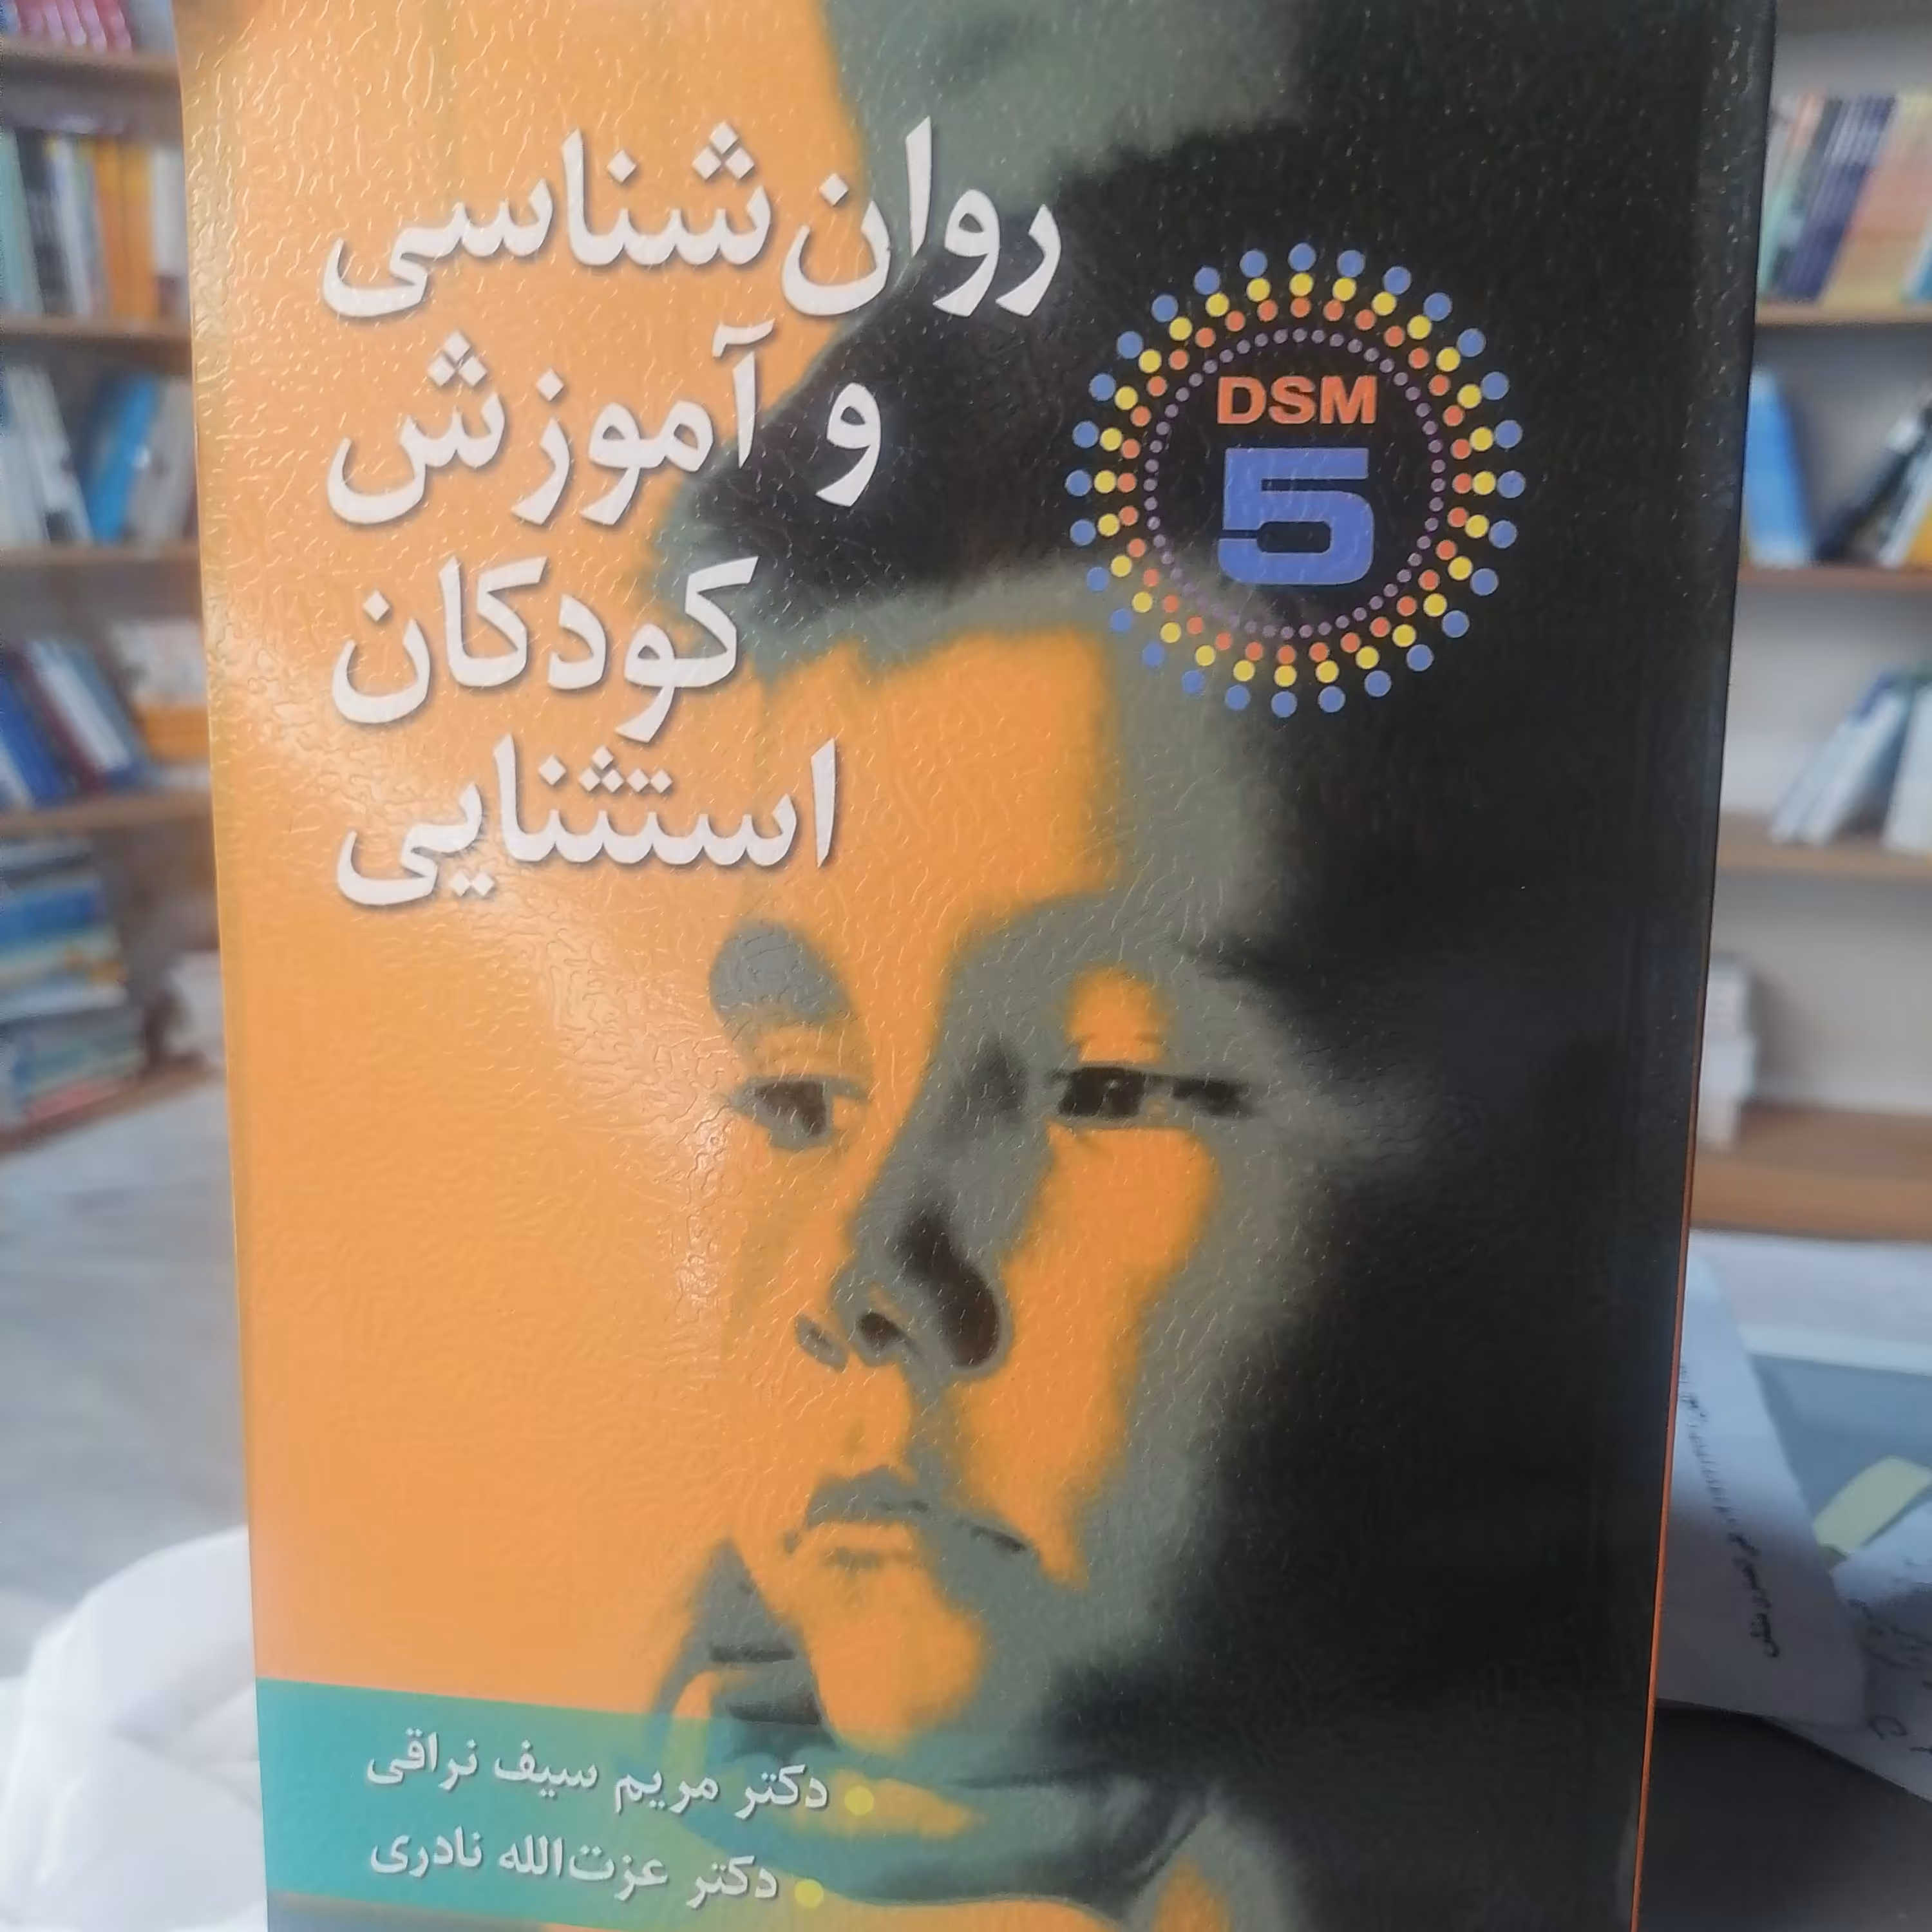 روان‌شناسی
و آموزش
کودکان
استثنایی
DSM
5
دکتر مریم سیف نراقی
دکتر عزت‌الله نادری